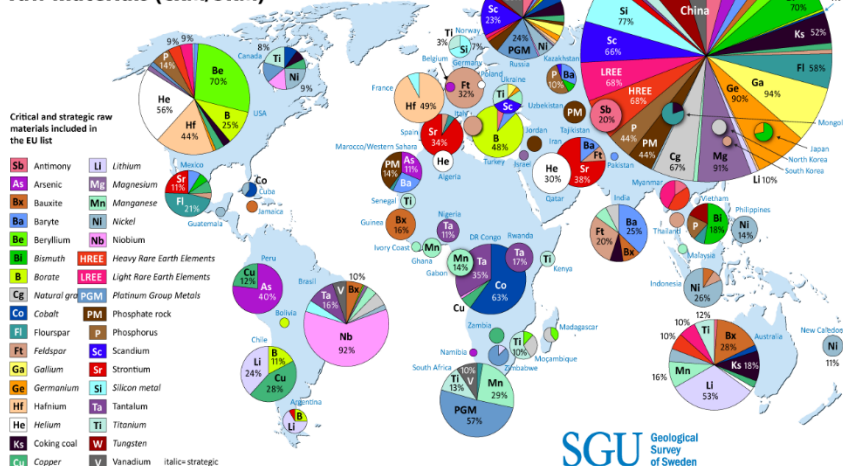 Critical and strategic raw
materials included in
the EU list
Sb Antimony
As Arsenic
Bx Bauxite
Ba Baryte
Be Beryllium
Bi Bismuth
B Borate
Cg Natural gra
Co Cobalt
Fl Flourspar
Ft Feldspar
Ga Gallium
Ge Germanium
Hf Hafnium
He Helium
Ks Coking coal
Cu Copper
Li Lithium
Mg Magnesium
Mn Manganese
Ni Nickel
Nb Niobium
HREE Heavy Rare Earth Elements
LREE Light Rare Earth Elements
PGM Platinum Group Metals
PM Phosphate rock
P Phosphorus
Sc Scandium
Sr Strontium
Si Silicon metal
Ta Tantalum
Ti Titanium
W Tungsten
V Vanadium
italic= strategic
9% 9%
P
14%
Be
70%
He
56%
B
25%
Hf
44%
USA
Canada
8%
Ti
Ni
9%
Mexico
Sr
11%
Fl
21%
Co
Cuba
Jamaica
Guatemala
Peru
Cu
12%
As
40%
Bolivia
Brasil
10%
Ta
16%
V
Bx
Nb
92%
Chile
B
11%
Li
24%
Cu
28%
Argentina
B
Li
Norway
Ti
3%
Si
7%
Belgium
Germany
Poland
Ft
32%
France
Hf 49%
Spain
Sr
34%
Italy
Ukraine
Ti
Sc
B
48%
Turkey
Sc
23%
24%
PGM
Ni
Russia
Kazakhstan
P
10%
Ba
Uzbekistan
PM
Jordan
Israel
Tajikistan
Sb
20%
Iran
Ba
Ft
Sr
38%
Pakistan
He
30%
Qatar
Marocco/Western Sahara
PM
14%
As
11%
Ba
He
Algeria
Senegal
Ti
Guinea
Bx
16%
Ivory Coast
Mn
Ghana
Nigeria
Ta
11%
Gabon
Mn
14%
DR Congo
Ta
35%
Co
63%
Cu
Rwanda
Ta
17%
Ti
Kenya
Zambia
Namibia
Zimbabwe
Ti
10%
Moçambique
Madagascar
South Africa
10%
Ti
13%
V
Mn
29%
PGM
57%
China
Si
77%
Sc
66%
LREE
68%
HREE
68%
P
44%
PM
44%
Cg
67%
Mg
91%
Li 10%
Ge
90%
Ga
94%
Fl 58%
Ks 52%
70%
Mongol
Japan
North Korea
South Korea
India
Ft
20%
Ba
25%
Bx
Myanmar
Thailand
Vietnam
P
Bi
18%
Philippines
Ni
14%
Malaysia
Indonesia
Ni
26%
Australia
12%
10%
10%
Ti
Bx
28%
Ks 18%
Mn
16%
Li
53%
New Caledon
Ni
11%
SGU
Geological
Survey
of Sweden